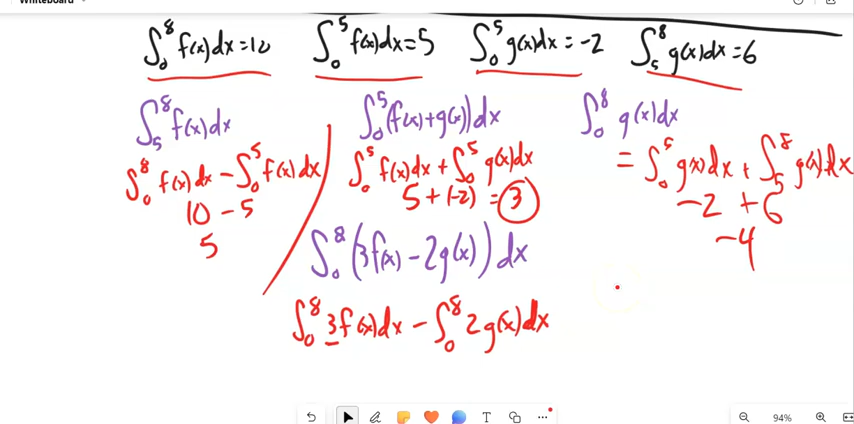 Whiteboard
∫₀⁸ f(x)dx = 10   ∫₀⁵ f(x)dx = 5   ∫₀⁵ g(x)dx = -2   ∫₅⁸ g(x)dx = 6
∫₅⁸ f(x)dx   ∫₀⁵ (f(x) + g(x)) dx   ∫₀⁸ g(x)dx
∫₀⁸ f(x)dx - ∫₀⁵ f(x)dx   ∫₀⁵ f(x)dx + ∫₀⁵ g(x)dx   = ∫₀⁵ g(x)dx + ∫₅⁸ g(x)dx
10 - 5   5 + (-2) = 3   -2 + 6
5   -4
∫₀⁸ (3f(x) - 2g(x)) dx
∫₀⁸ 3f(x)dx - ∫₀⁸ 2g(x)dx
T
94%